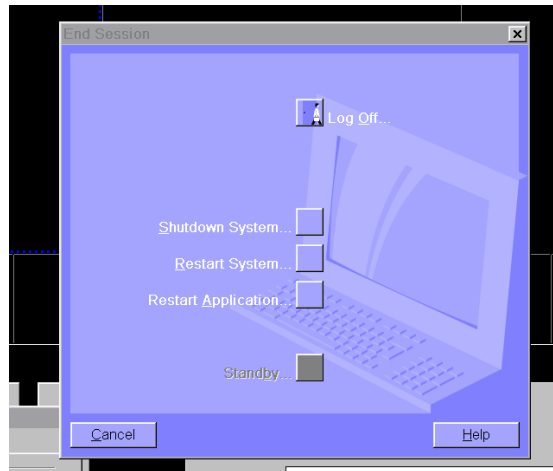 End Session
Log Off...
Shutdown System...
Restart System...
Restart Application...
Standby...
Cancel
Help